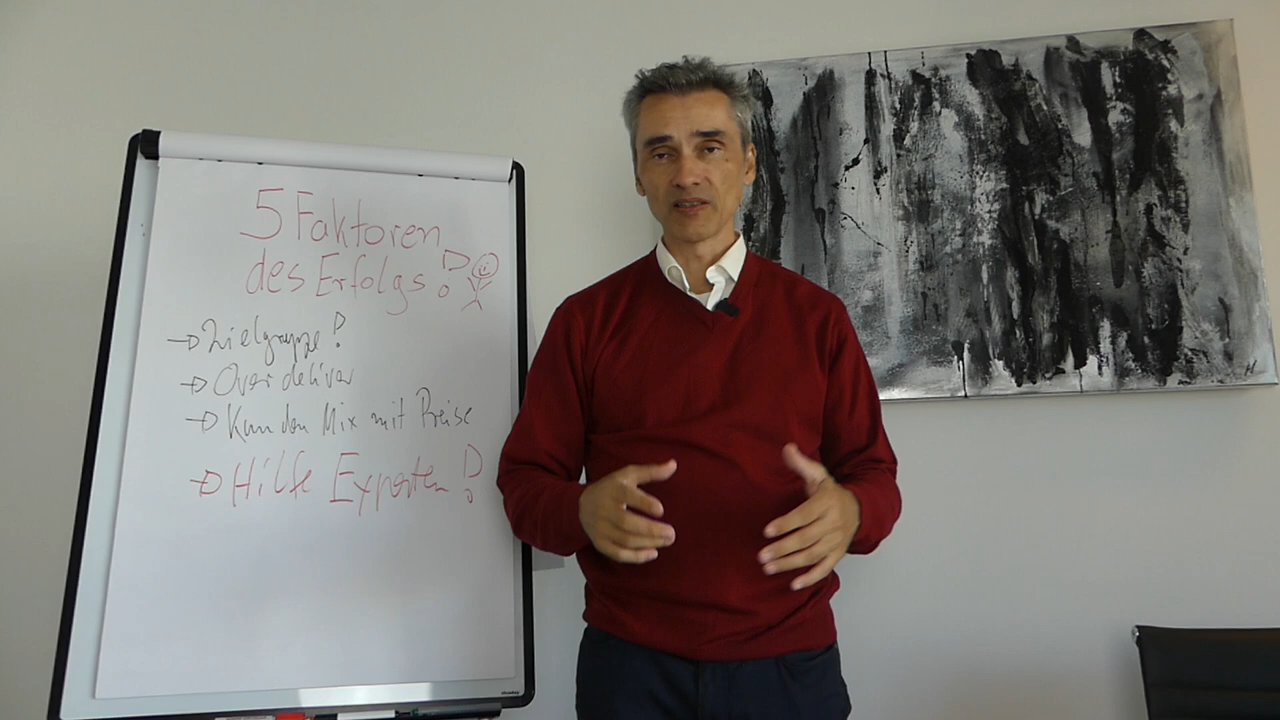 5 Faktoren
des Erfolgs!
→ Zielgruppe!
→ Over deliver
→ Kunden Mix mit Preise
→ Hilfe Experten!